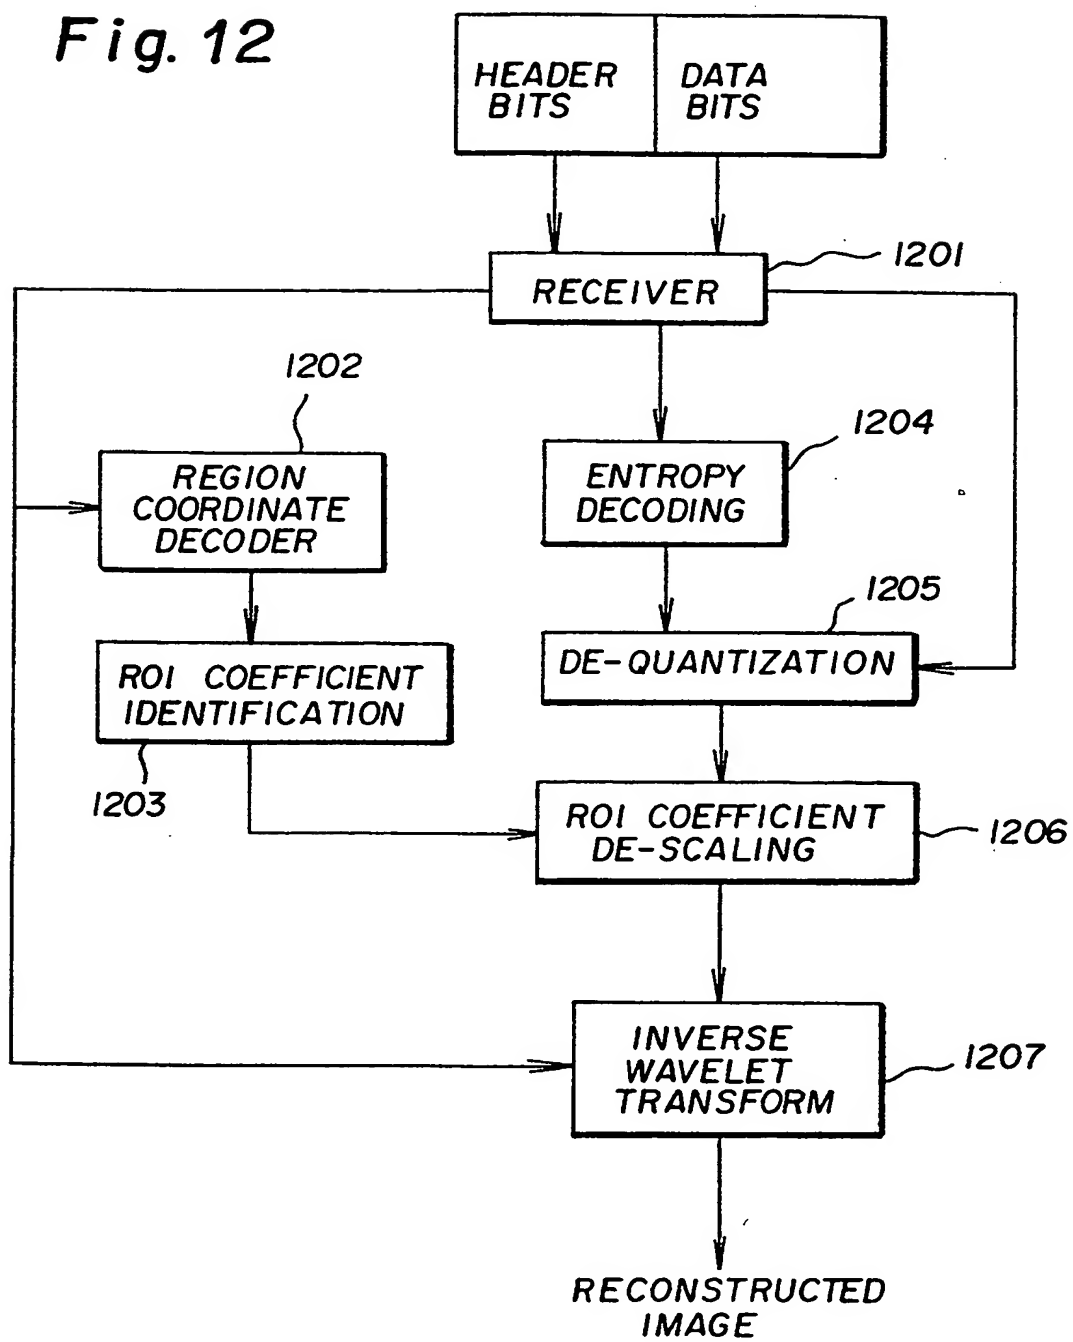 Fig. 12
HEADER
BITS
DATA
BITS
1201
RECEIVER
1202
1204
REGION
COORDINATE
DECODER
ENTROPY
DECODING
1205
ROI COEFFICIENT
IDENTIFICATION
DE-QUANTIZATION
1203
ROI COEFFICIENT
DE-SCALING
1206
INVERSE
WAVELET
TRANSFORM
1207
RECONSTRUCTED
IMAGE